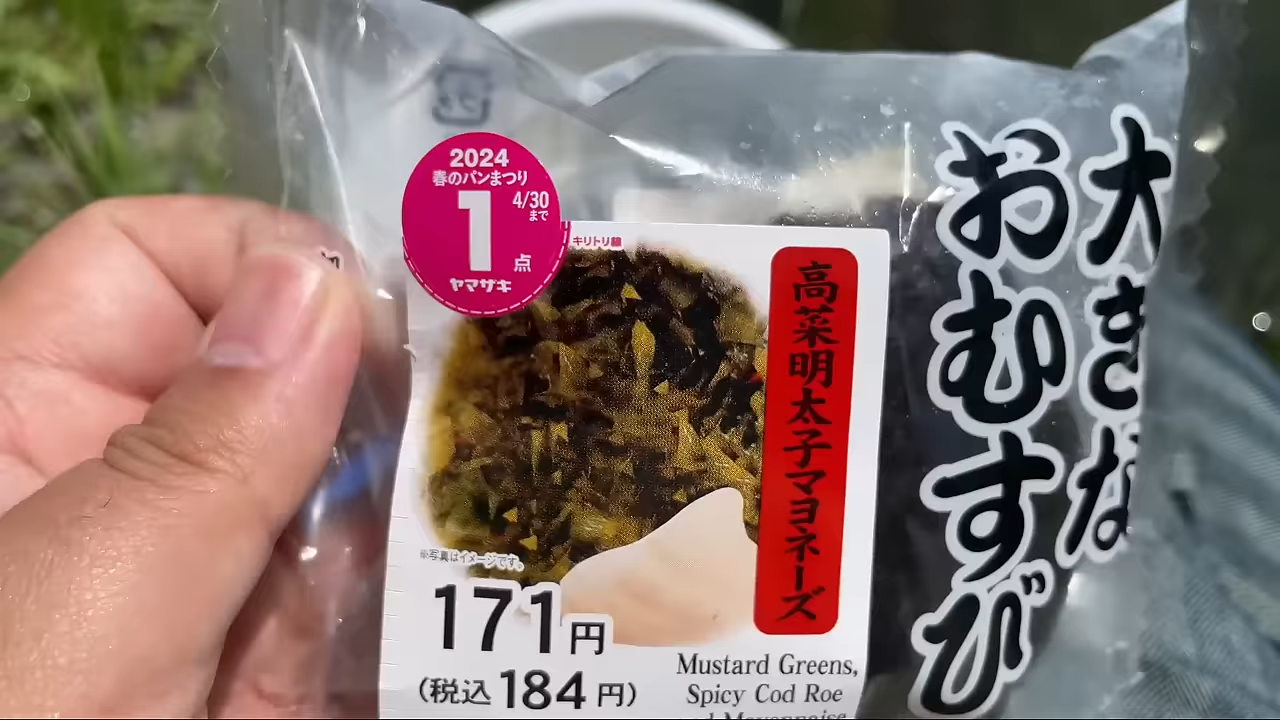 大きな
おむすび
2024
春のパンまつり
1点
4/30
まで
ヤマザキ
キリトリ線
高菜明太子マヨネーズ
※写真はイメージです。
171円
(税込184円)
Mustard Greens,
Spicy Cod Roe
and Mayonnaise